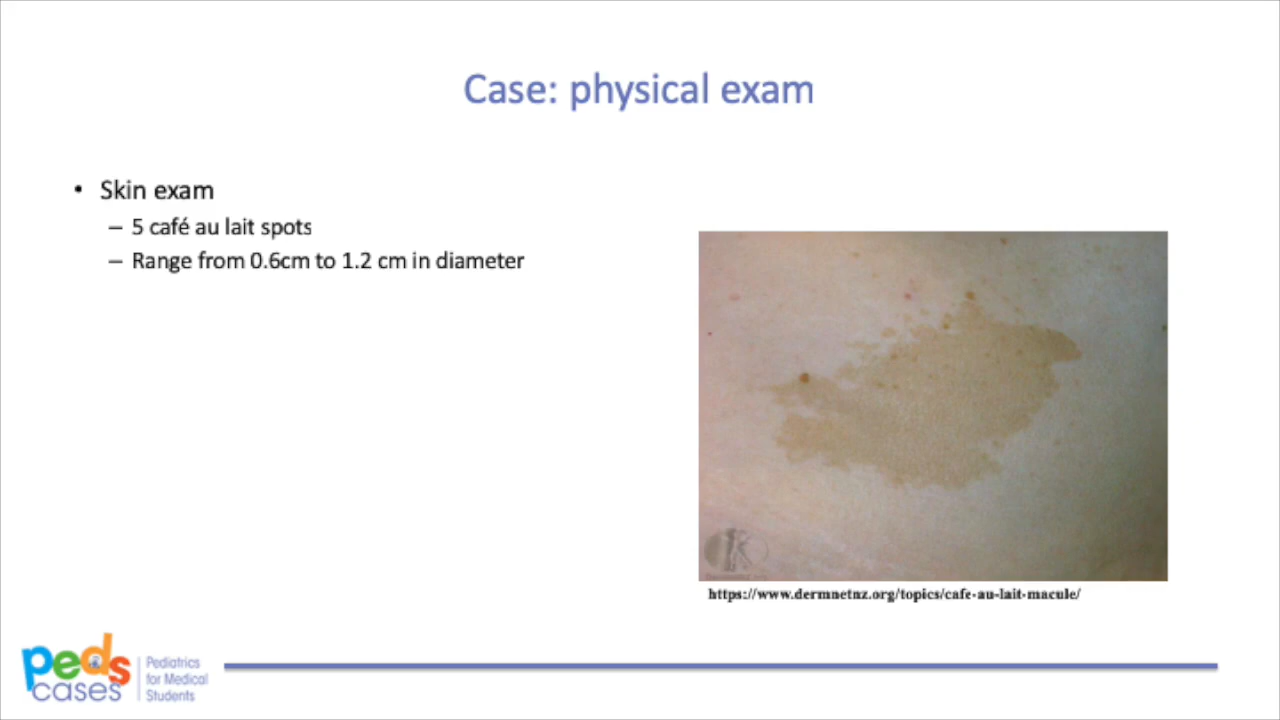 Case: physical exam
• Skin exam
– 5 café au lait spots
– Range from 0.6cm to 1.2 cm in diameter
https://www.dermnetnz.org/topics/cafe-au-lait-macule/
peds
cases
Pediatrics
for Medical
Students